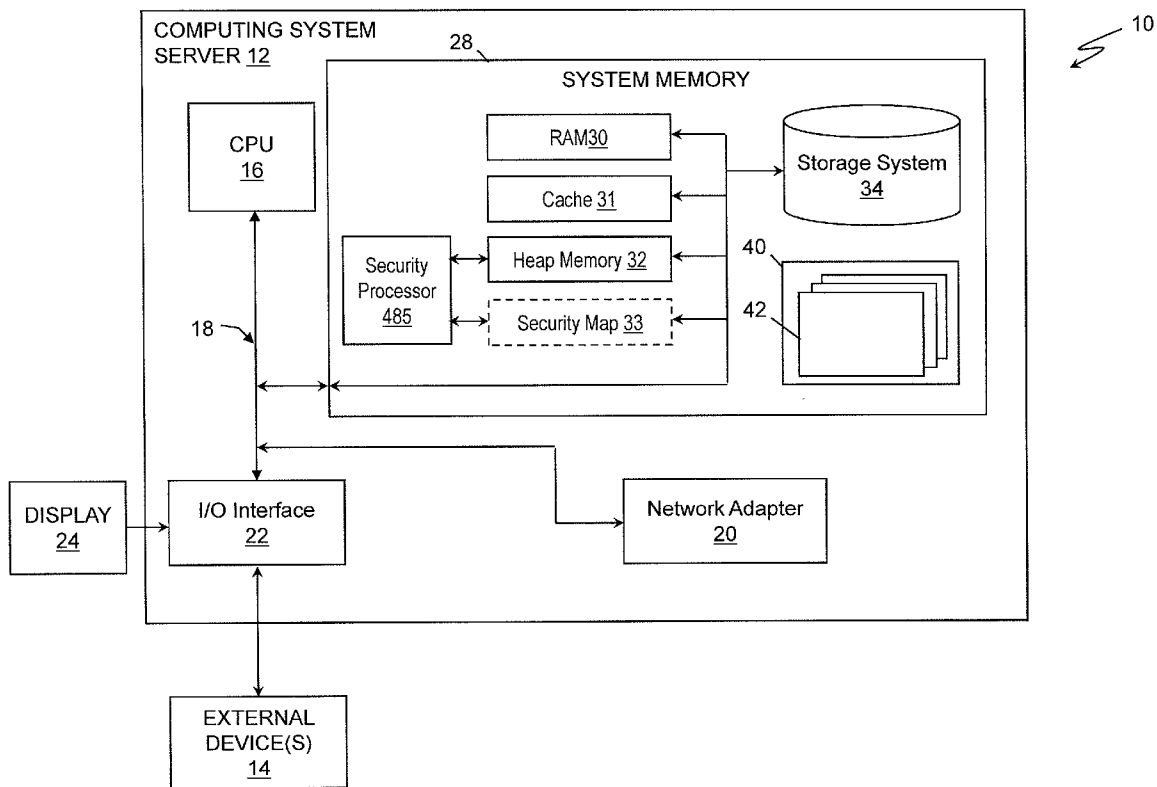 10
COMPUTING SYSTEM
SERVER 12
28
SYSTEM MEMORY
CPU
16
RAM30
Cache 31
Heap Memory 32
Security Map 33
Security
Processor
485
Storage System
34
40
42
18
DISPLAY
24
I/O Interface
22
Network Adapter
20
EXTERNAL
DEVICE(S)
14